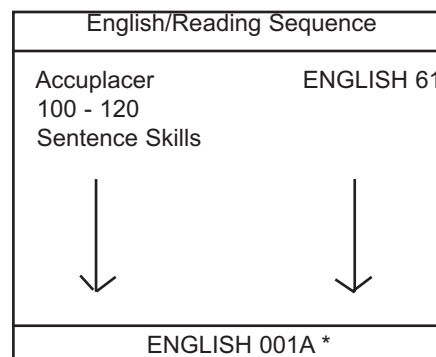 English/Reading Sequence
Accuplacer
100 - 120
Sentence Skills
ENGLISH 61
ENGLISH 001A *